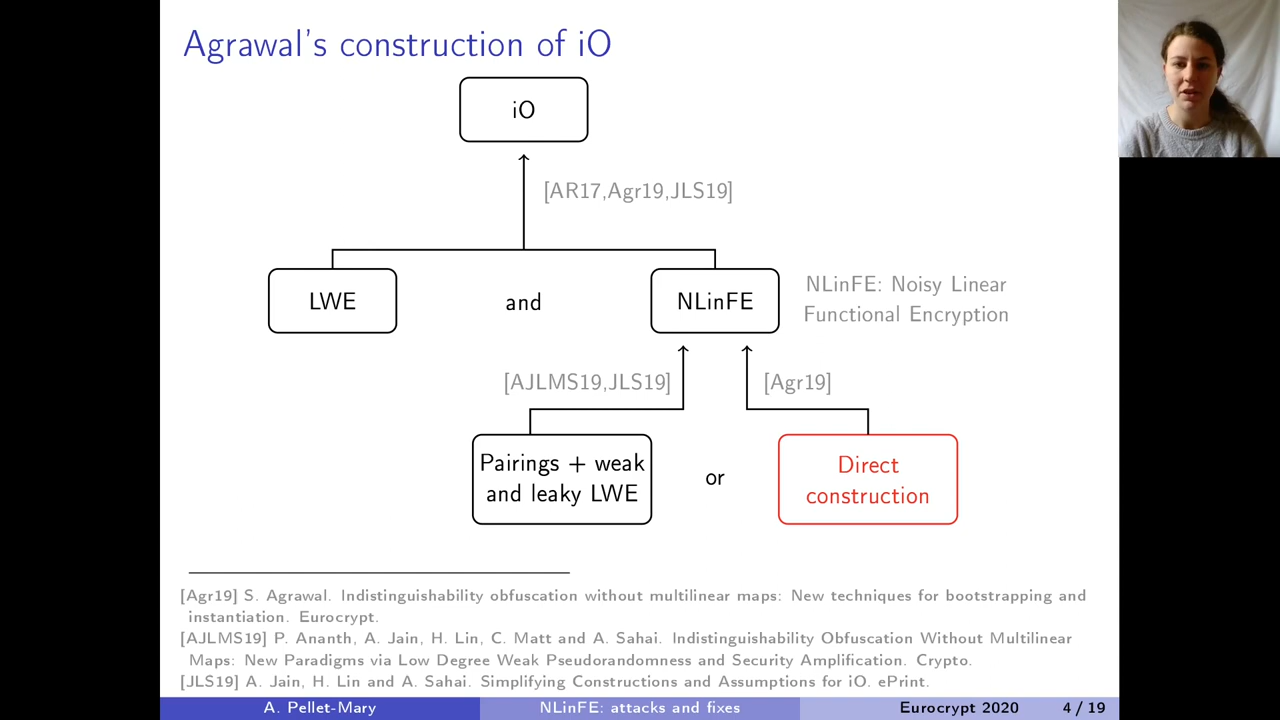 Agrawal's construction of iO
iO
[AR17,Agr19,JLS19]
LWE
and
NLinFE
NLinFE: Noisy Linear
Functional Encryption
[AJLMS19,JLS19]
[Agr19]
Pairings + weak
and leaky LWE
or
Direct
construction
[Agr19] S. Agrawal. Indistinguishability obfuscation without multilinear maps: New techniques for bootstrapping and
instantiation. Eurocrypt.
[AJLMS19] P. Ananth, A. Jain, H. Lin, C. Matt and A. Sahai. Indistinguishability Obfuscation Without Multilinear
Maps: New Paradigms via Low Degree Weak Pseudorandomness and Security Amplification. Crypto.
[JLS19] A. Jain, H. Lin and A. Sahai. Simplifying Constructions and Assumptions for iO. ePrint.
A. Pellet-Mary
NLinFE: attacks and fixes
Eurocrypt 2020
4 / 19